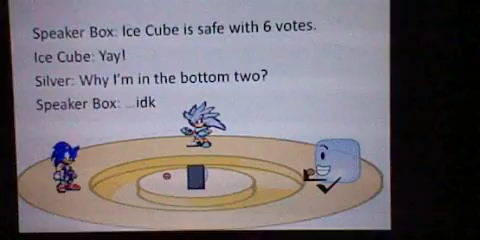 Speaker Box: Ice Cube is safe with 6 votes.
Ice Cube: Yay!
Silver: Why I'm in the bottom two?
Speaker Box: ...idk